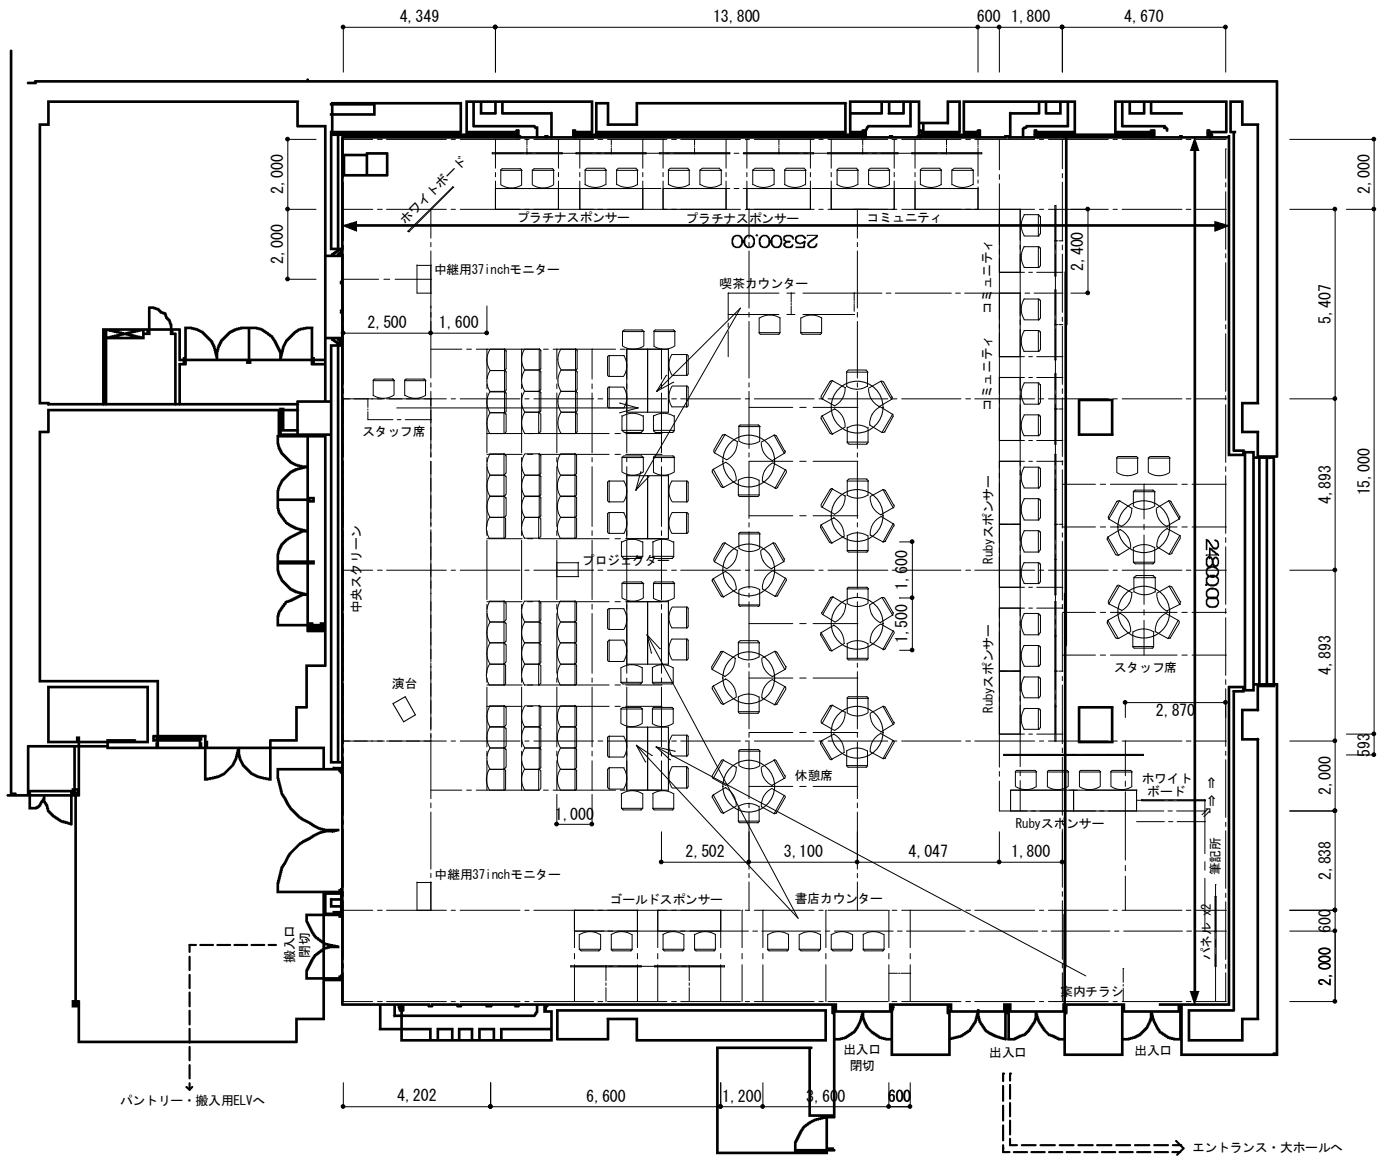 4,349
13,800
600
1,800
4,670
2,000
2,000
ホワイトボード
プラチナスポンサー
プラチナスポンサー
コミュニティ
25300.00
2,000
中継用37inchモニター
喫茶カウンター
コミュニティ
2,400
5,407
2,500
1,600
コミュニティ
スタッフ席
4,893
15,000
中央スクリーン
プロジェクター
1,600
1,500
Rubyスポンサー
24800.00
4,893
Rubyスポンサー
スタッフ席
演台
2,870
593
休憩席
ホワイト
ボード
⇒
⇒
2,000
1,000
Rubyスポンサー
2,502
3,100
4,047
1,800
筆記所
2,838
中継用37inchモニター
ゴールドスポンサー
書店カウンター
パネル x2
600
搬入口
閉切
2,000
案内チラシ
出入口
閉切
出入口
出入口
4,202
6,600
1,200
3,600
600
パントリー・搬入用ELVへ
エントランス・大ホールへ